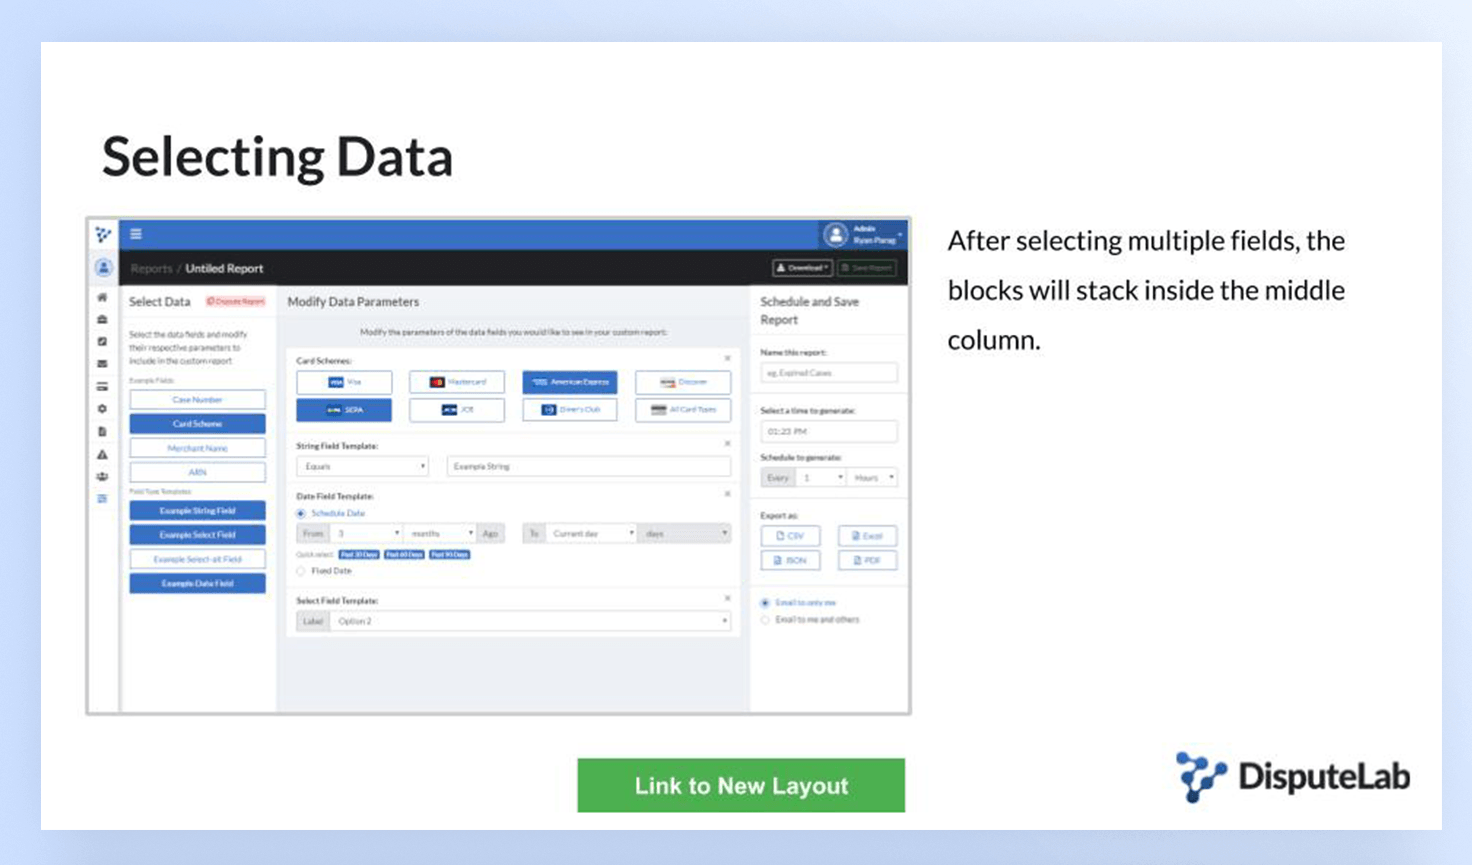 Selecting Data
Admin
Ryan Parag
Reports / Untiled Report
Download
Save Report
Select Data
Dispute Report
Select the data fields and modify
their respective parameters to
include in the custom report
Example Fields:
Case Number
Card Scheme
Merchant Name
ARN
Field Type Templates:
Example String Field
Example Select Field
Example Select-all Field
Example Date Field
Modify Data Parameters
Modify the parameters of the data fields you would like to see in your custom report:
Card Schemes:
Visa
Mastercard
American Express
Discover
SEPA
JCB
Diner's Club
All Card Types
String Field Template:
Equals
Example String
Date Field Template:
Schedule Date
From 3 months Ago
To Current day days
Quick select: Past 30 Days Past 60 Days Past 90 Days
Fixed Date
Select Field Template:
Label Option 2
Schedule and Save
Report
Name this report:
eg. Expired Cases
Select a time to generate:
01:23 PM
Schedule to generate:
Every 1 Hours
Export as:
CSV
Excel
JSON
PDF
Email to only me
Email to me and others
After selecting multiple fields, the
blocks will stack inside the middle
column.
Link to New Layout
DisputeLab